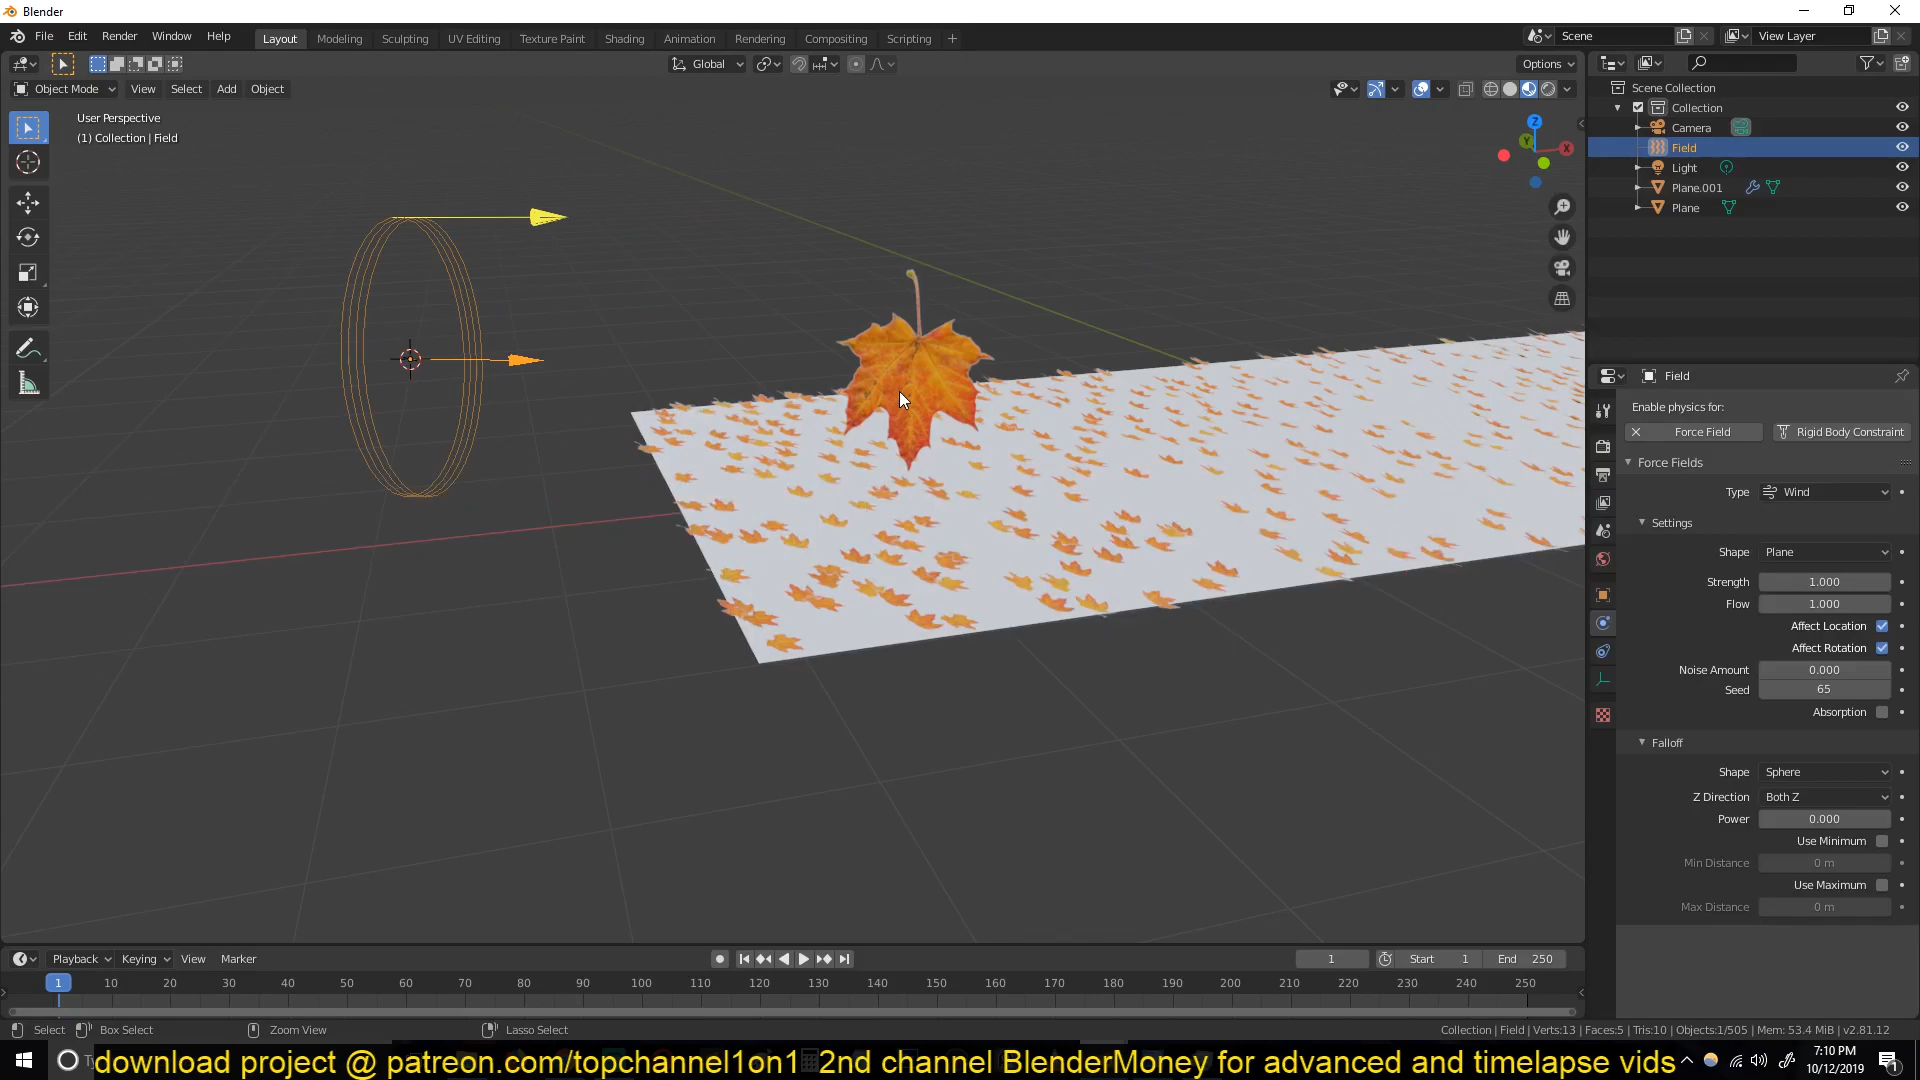 Blender
File Edit Render Window Help
Layout Modeling Sculpting UV Editing Texture Paint Shading Animation Rendering Compositing Scripting +
Scene
View Layer
Global
Options
Object Mode View Select Add Object
User Perspective
(1) Collection | Field
Z
Y
X
Scene Collection
Collection
Camera
Field
Light
Plane.001
Plane
Field
Enable physics for:
Force Field
Rigid Body Constraint
Force Fields
Type Wind
Settings
Shape Plane
Strength 1.000
Flow 1.000
Affect Location
Affect Rotation
Noise Amount 0.000
Seed 65
Absorption
Falloff
Shape Sphere
Z Direction Both Z
Power 0.000
Use Minimum
Min Distance 0 m
Use Maximum
Max Distance 0 m
Playback Keying View Marker
1 Start 1 End 250
1 10 20 30 40 50 60 70 80 90 100 110 120 130 140 150 160 170 180 190 200 210 220 230 240 250
Select Box Select Zoom View Lasso Select
Collection | Field | Verts:13 | Faces:5 | Tris:10 | Objects:1/505 | Mem: 53.4 MiB | v2.81.12
download project @ patreon.com/topchannel1on1 2nd channel BlenderMoney for advanced and timelapse vids
7:10 PM
10/12/2019
1